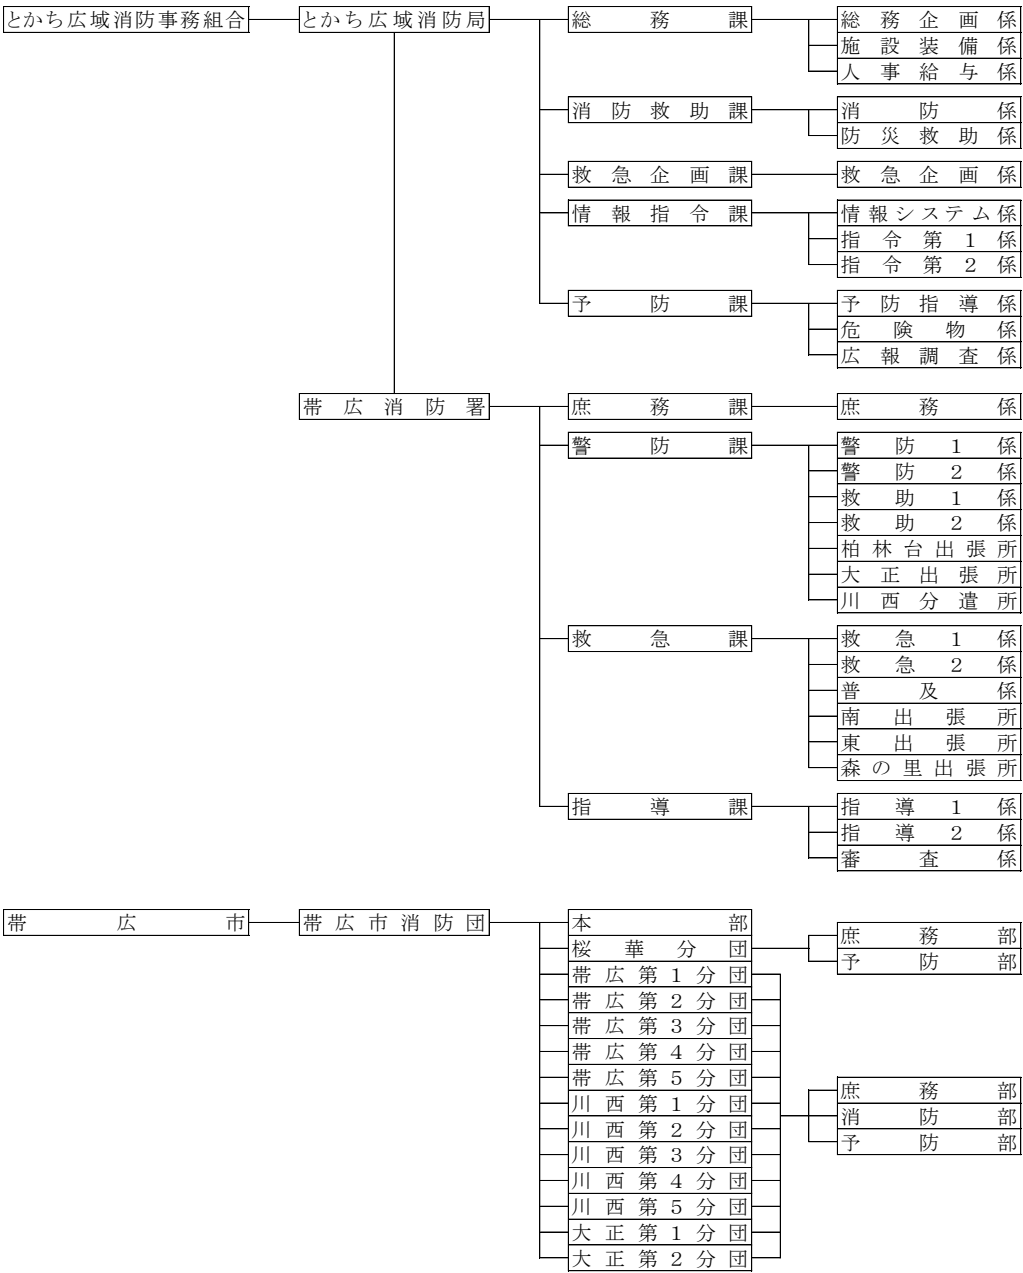 とかち広域消防事務組合 とかち広域消防局 総務課 総務企画係
施設装備係
人事給与係
消防救助課 消防係
防災救助係
救急企画課 救急企画係
情報指令課 情報システム係
指令第1係
指令第2係
予防課 予防指導係
危険物係
広報調査係
帯広消防署 庶務課 庶務係
警防課 警防1係
警防2係
救助1係
救助2係
柏林台出張所
大正出張所
川西分遣所
救急課 救急1係
救急2係
普及係
南出張所
東出張所
森の里出張所
指導課 指導1係
指導2係
審査係
帯広市 帯広市消防団 本部
桜華分団
庶務部
予防部
帯広第1分団
帯広第2分団
帯広第3分団
帯広第4分団
帯広第5分団
川西第1分団
川西第2分団
川西第3分団
川西第4分団
川西第5分団
大正第1分団
大正第2分団
庶務部
消防部
予防部